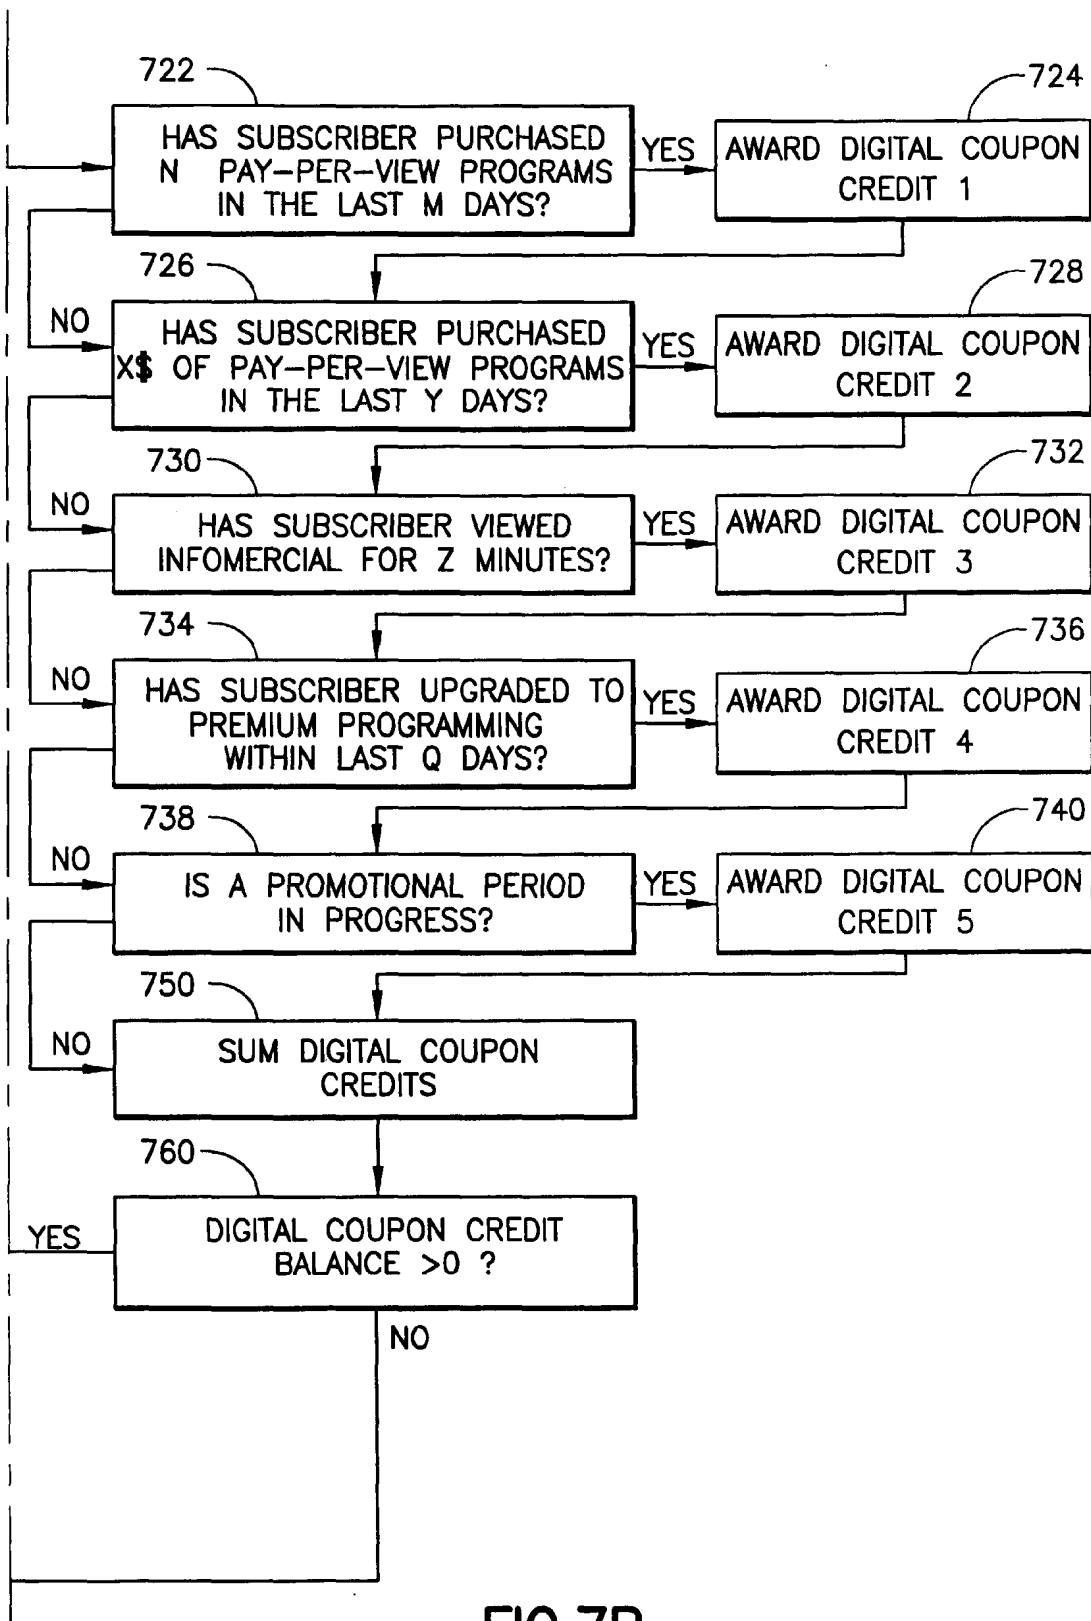 722
724
HAS SUBSCRIBER PURCHASED
N PAY-PER-VIEW PROGRAMS
IN THE LAST M DAYS?
YES
AWARD DIGITAL COUPON
CREDIT 1
726
728
NO
HAS SUBSCRIBER PURCHASED
X$ OF PAY-PER-VIEW PROGRAMS
IN THE LAST Y DAYS?
YES
AWARD DIGITAL COUPON
CREDIT 2
730
732
NO
HAS SUBSCRIBER VIEWED
INFOMERCIAL FOR Z MINUTES?
YES
AWARD DIGITAL COUPON
CREDIT 3
734
736
NO
HAS SUBSCRIBER UPGRADED TO
PREMIUM PROGRAMMING
WITHIN LAST Q DAYS?
YES
AWARD DIGITAL COUPON
CREDIT 4
738
740
NO
IS A PROMOTIONAL PERIOD
IN PROGRESS?
YES
AWARD DIGITAL COUPON
CREDIT 5
750
NO
SUM DIGITAL COUPON
CREDITS
760
YES
DIGITAL COUPON CREDIT
BALANCE >0 ?
NO
FIG.7B